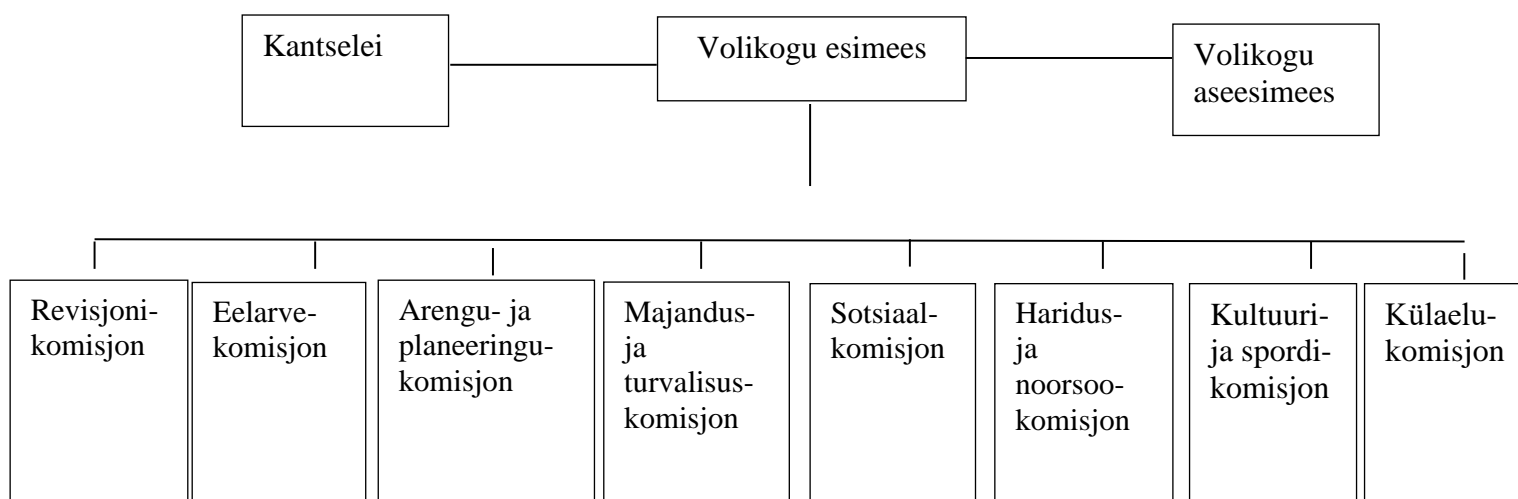 Kantselei
Volikogu esimees
Volikogu
aseesimees
Revisjoni-
komisjon
Eelarve-
komisjon
Arengu- ja
planeeringu-
komisjon
Majandus-
ja
turvalisus-
komisjon
Sotsiaal-
komisjon
Haridus-
ja
noorsoo-
komisjon
Kultuuri-
ja spordi-
komisjon
Külaelu-
komisjon